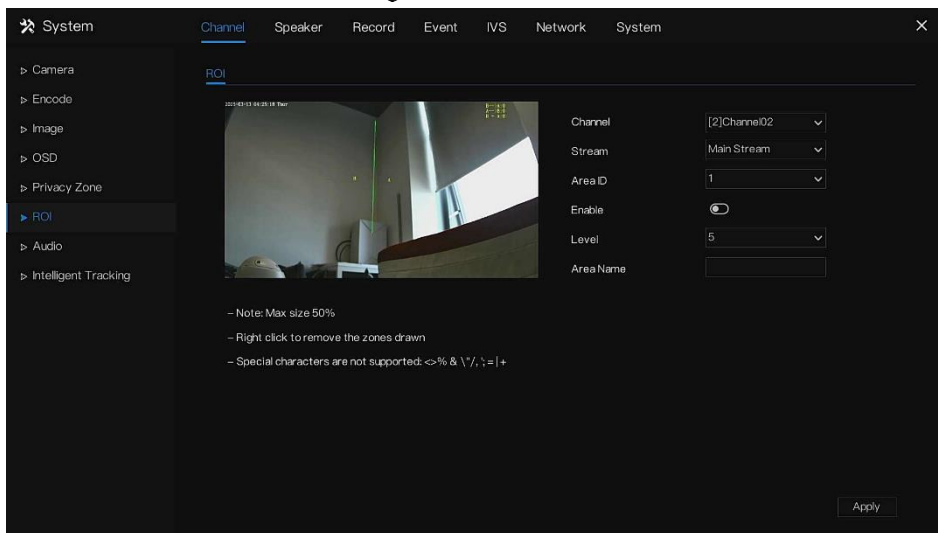 System
Channel Speaker Record Event IVS Network System
Camera
Encode
Image
OSD
Privacy Zone
ROI
Audio
Intelligent Tracking
ROI
Channel [2]Channel02
Stream Main Stream
Area ID 1
Enable
Level 5
Area Name
– Note: Max size 50%
– Right click to remove the zones drawn
– Special characters are not supported: <>% & \"/, '; = | +
Apply